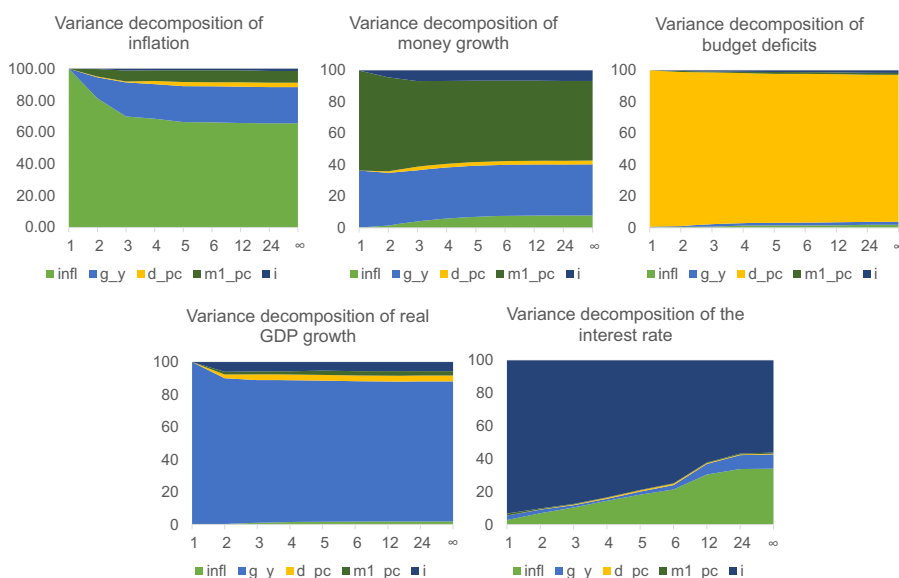 Variance decomposition of
inflation
100.00
80.00
60.00
40.00
20.00
0.00
1 2 3 4 5 6 12 24 ∞
infl g_y d_pc m1_pc i
Variance decomposition of
money growth
100
80
60
40
20
0
1 2 3 4 5 6 12 24 ∞
infl g_y d_pc m1_pc i
Variance decomposition of
budget deficits
100
80
60
40
20
0
1 2 3 4 5 6 12 24 ∞
infl g_y d_pc m1_pc i
Variance decomposition of real
GDP growth
100
80
60
40
20
0
1 2 3 4 5 6 12 24 ∞
infl g_y d_pc m1_pc i
Variance decomposition of the
interest rate
100
80
60
40
20
0
1 2 3 4 5 6 12 24 ∞
infl g_y d_pc m1_pc i